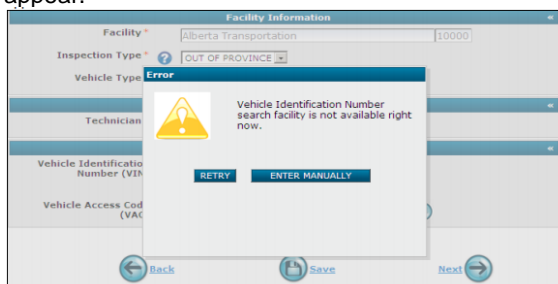 appear.
Facility Information «
Facility * Alberta Transportation 10000
Inspection Type * ? OUT OF PROVINCE
Vehicle Type
Error
Vehicle Identification Number
search facility is not available right
now.
«
Technician
RETRY ENTER MANUALLY
«
Vehicle Identificatio
Number (VIN
Vehicle Access Cod
(VAC
Back Save Next